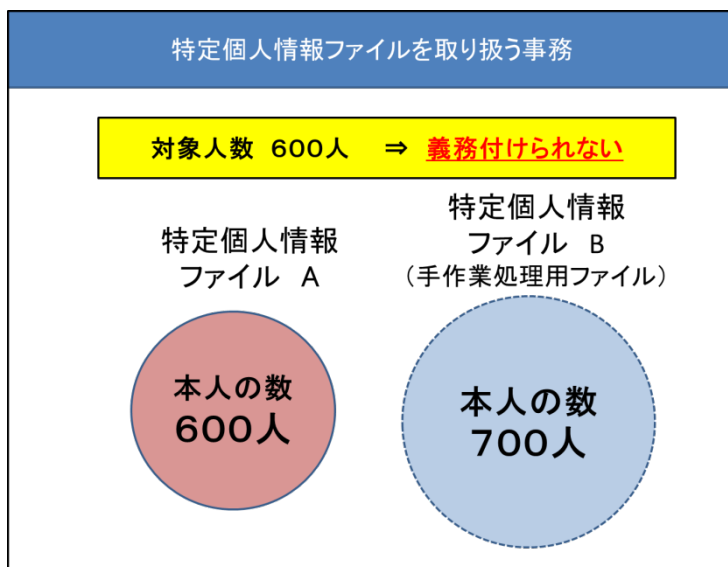 特定個人情報ファイルを取り扱う事務
対象人数 600人 ⇒ 義務付けられない
特定個人情報
ファイル A
特定個人情報
ファイル B
（手作業処理用ファイル）
本人の数
600人
本人の数
700人